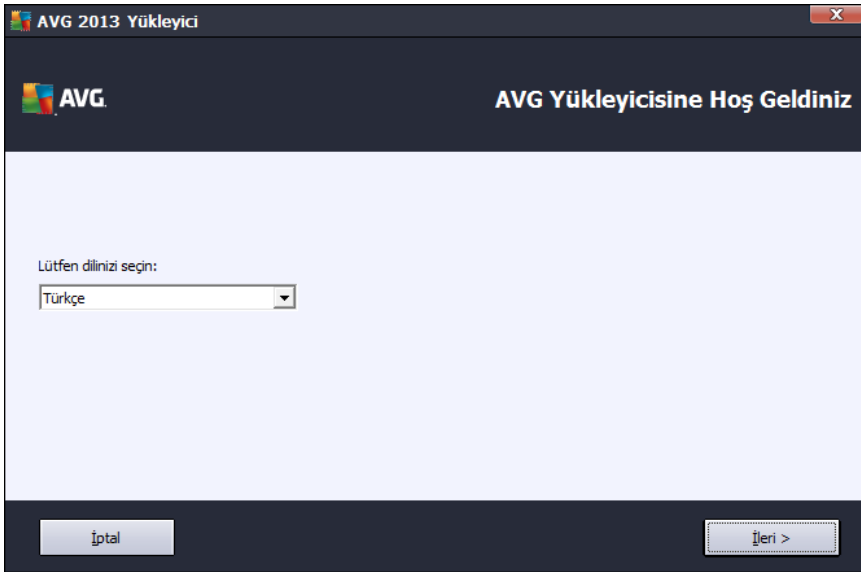 AVG 2013 Yükleyici
AVG.
AVG Yükleyicisine Hoş Geldiniz
Lütfen dilinizi seçin:
Türkçe
İptal
İleri >